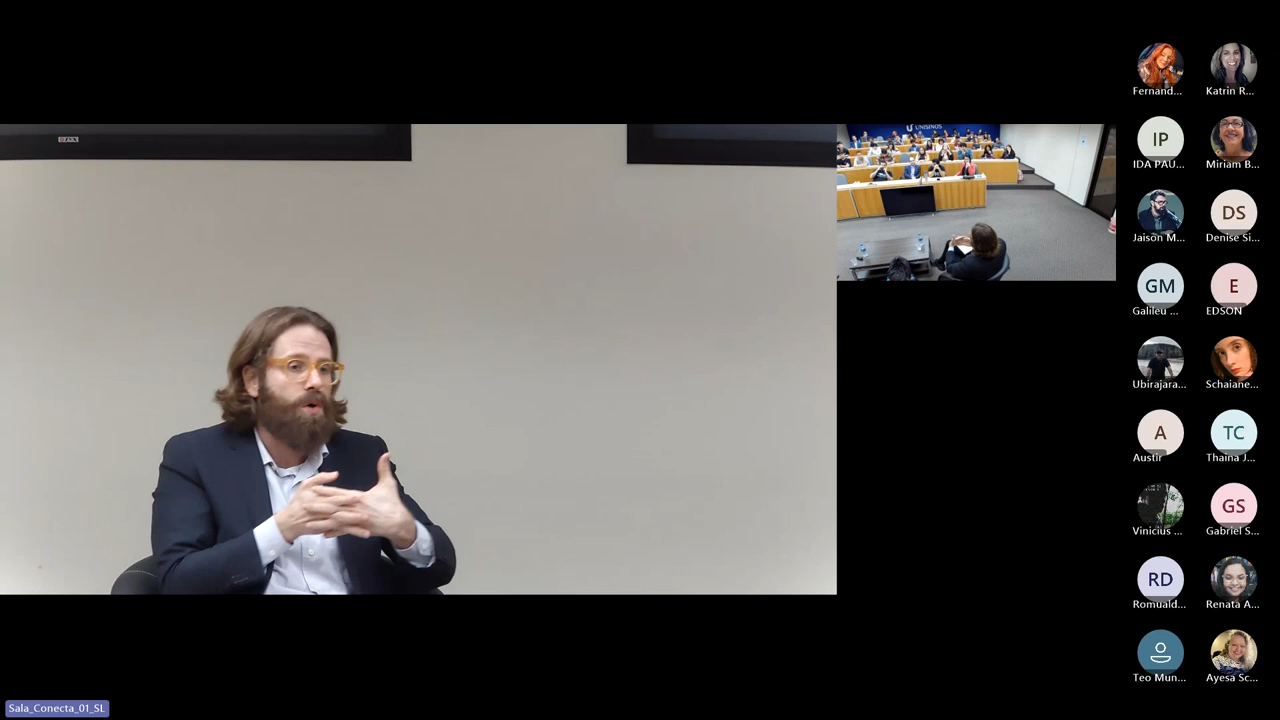 UNISINOS
Fernand...
Katrin R...
IP
IDA PAU...
Miriam B...
Jaison M...
DS
Denise Si...
GM
Galileu ...
E
EDSON
Ubirajara...
Schaiane...
A
Austir
TC
Thaina J...
Vinicius ...
GS
Gabriel S...
RD
Romuald...
Renata A...
Teo Mun...
Ayesa Sc...
Sala_Conecta_01_SL